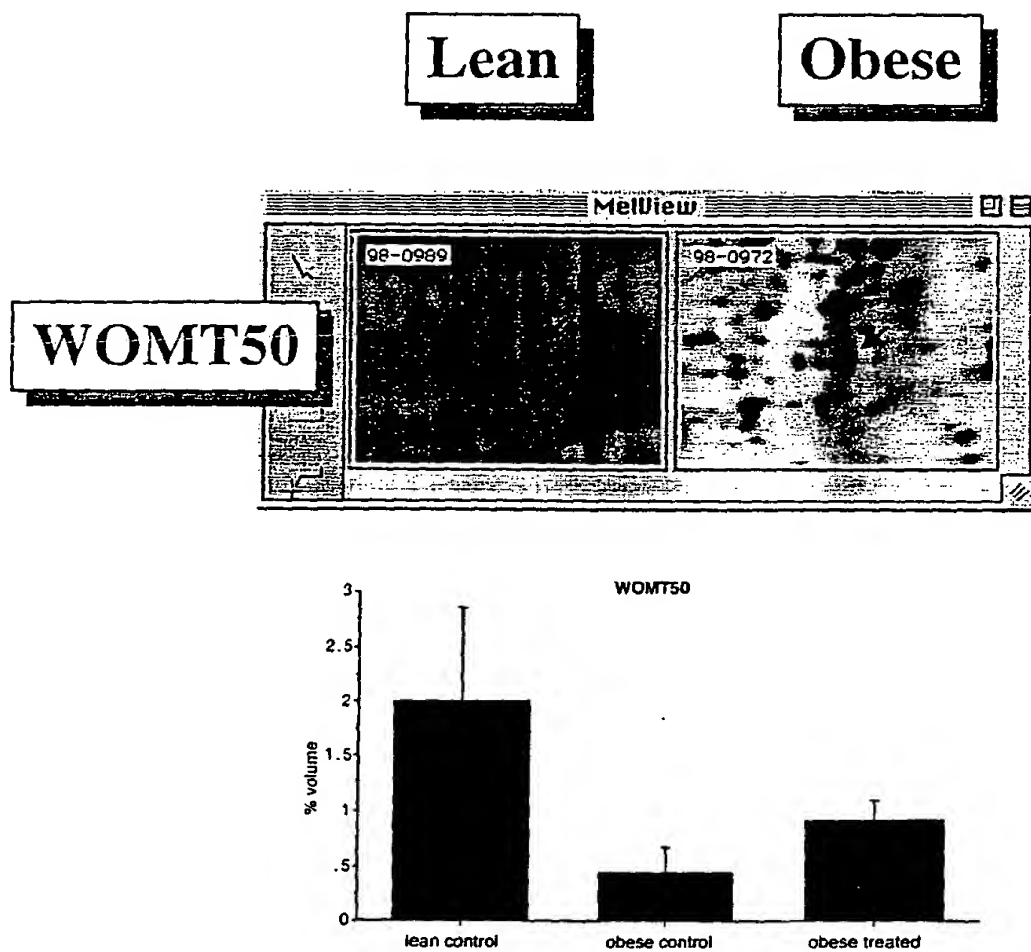 Lean Obese
MelView
98-0989 98-0972
WOMT50
WOMT50
3
2.5
2
1.5
1
.5
0
% volume
lean control obese control obese treated